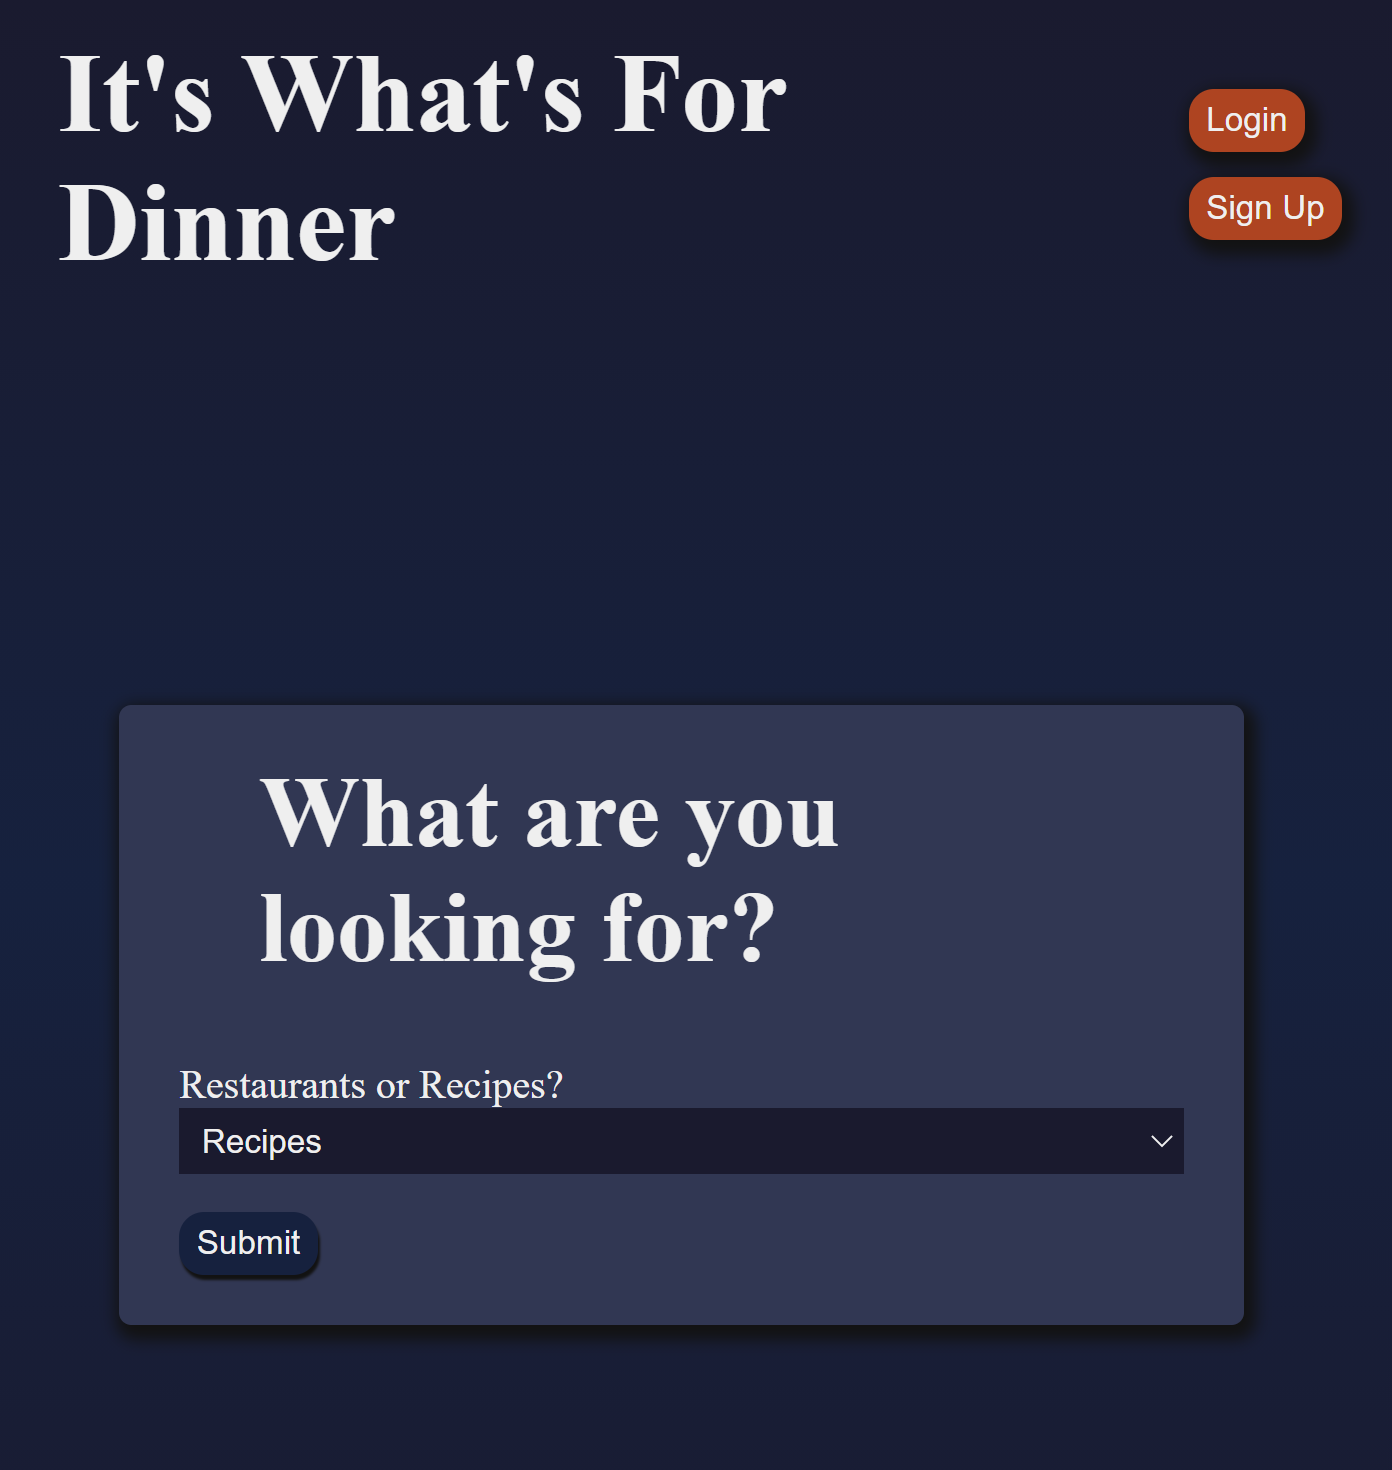 It's What's For
Dinner
Login
Sign Up
What are you
looking for?
Restaurants or Recipes?
Recipes
Submit